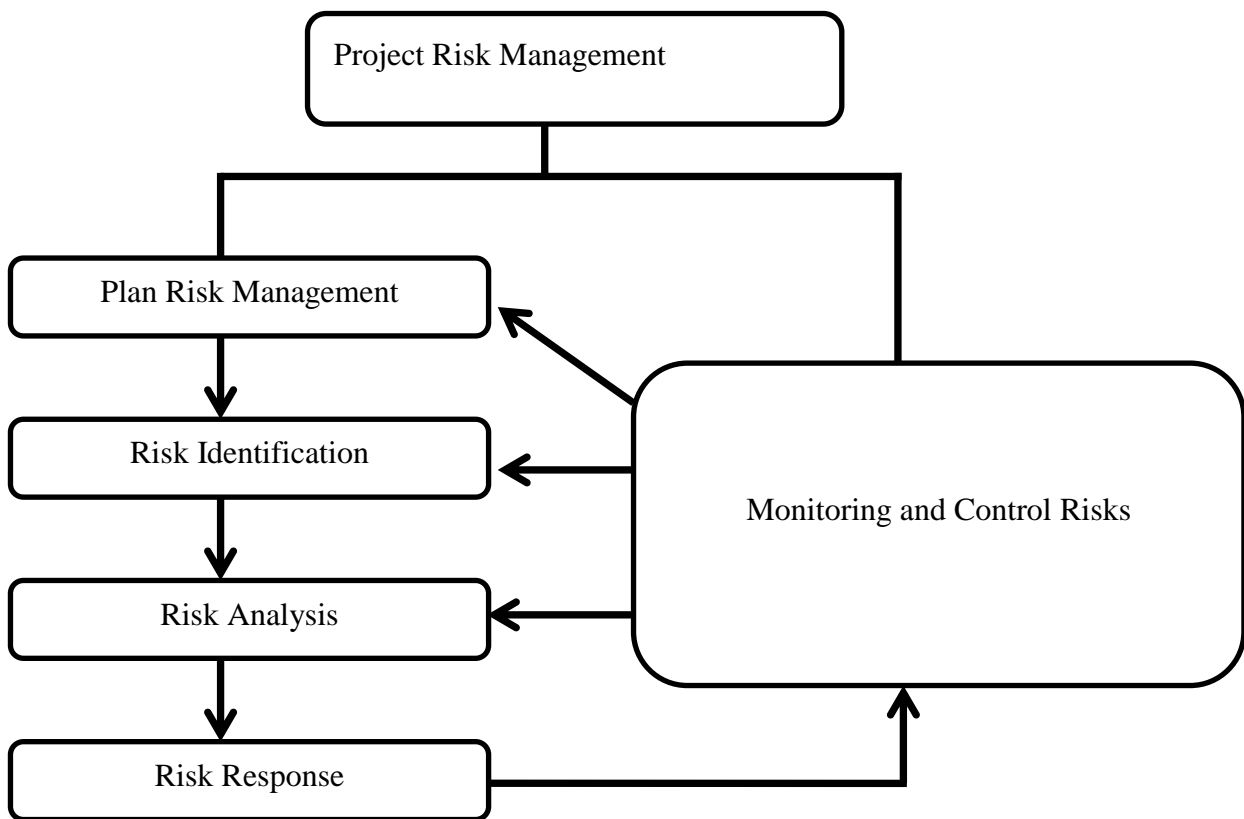 Project Risk Management
Plan Risk Management
Risk Identification
Monitoring and Control Risks
Risk Analysis
Risk Response